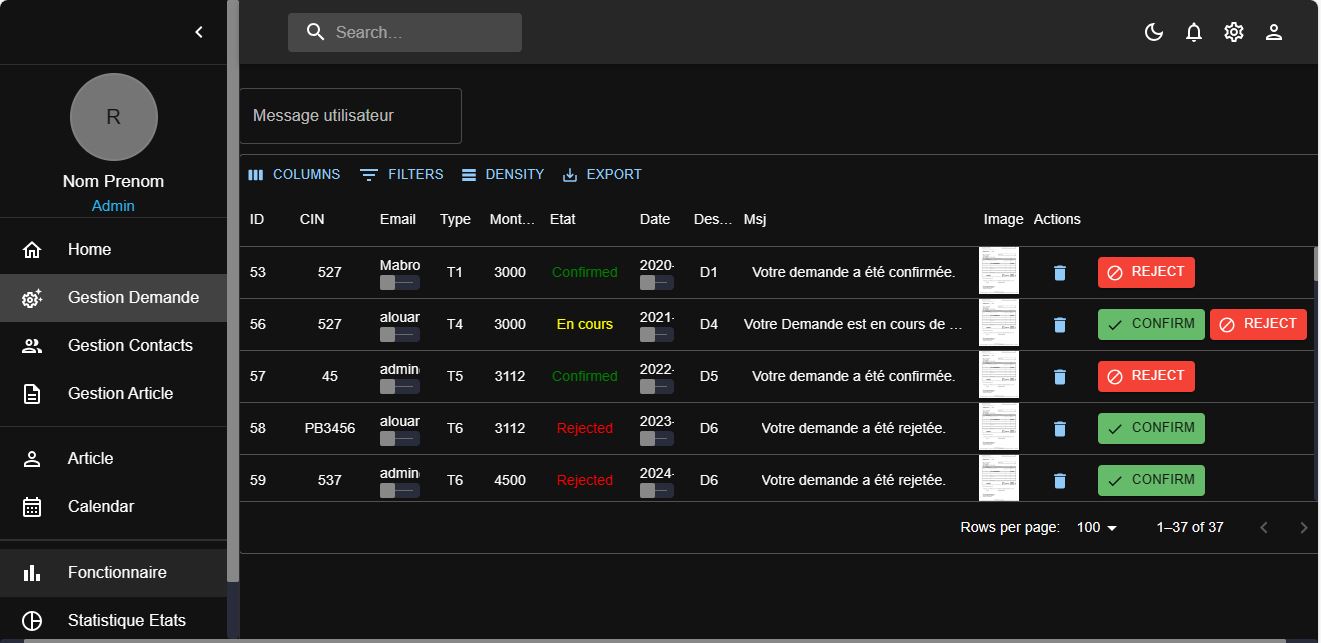 Search…
R
Nom Prenom
Admin
Home
Gestion Demande
Gestion Contacts
Gestion Article
Article
Calendar
Fonctionnaire
Statistique Etats
Message utilisateur
COLUMNS FILTERS DENSITY EXPORT
ID CIN Email Type Mont... Etat Date Des... Msj Image Actions
53 527 Mabro T1 3000 Confirmed 2020- D1 Votre demande a été confirmée. REJECT
56 527 alouar T4 3000 En cours 2021- D4 Votre Demande est en cours de ... CONFIRM REJECT
57 45 admin T5 3112 Confirmed 2022- D5 Votre demande a été confirmée. REJECT
58 PB3456 alouar T6 3112 Rejected 2023- D6 Votre demande a été rejetée. CONFIRM
59 537 admin T6 4500 Rejected 2024- D6 Votre demande a été rejetée. CONFIRM
Rows per page: 100 1–37 of 37